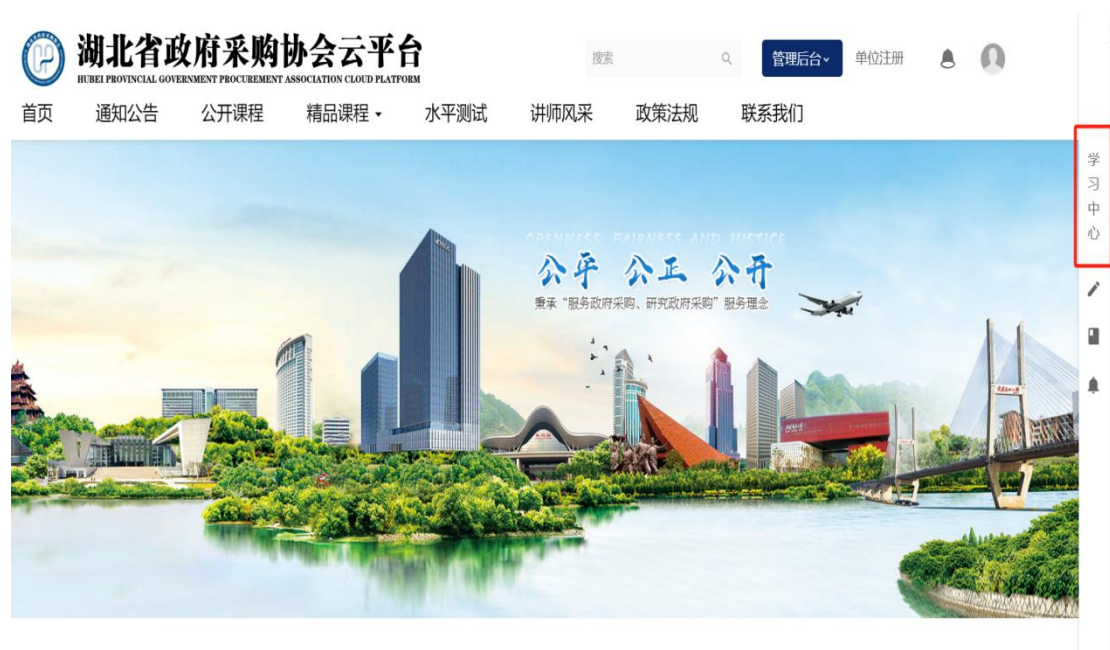 湖北省政府采购协会云平台
HUBEI PROVINCIAL GOVERNMENT PROCUREMENT ASSOCIATION CLOUD PLATFORM
搜索
管理后台
单位注册
首页 通知公告 公开课程 精品课程 水平测试 讲师风采 政策法规 联系我们
学习中心
OPENNESS FAIRNESS AND JUSTICE
公平 公正 公开
秉承“服务政府采购、研究政府采购”服务理念